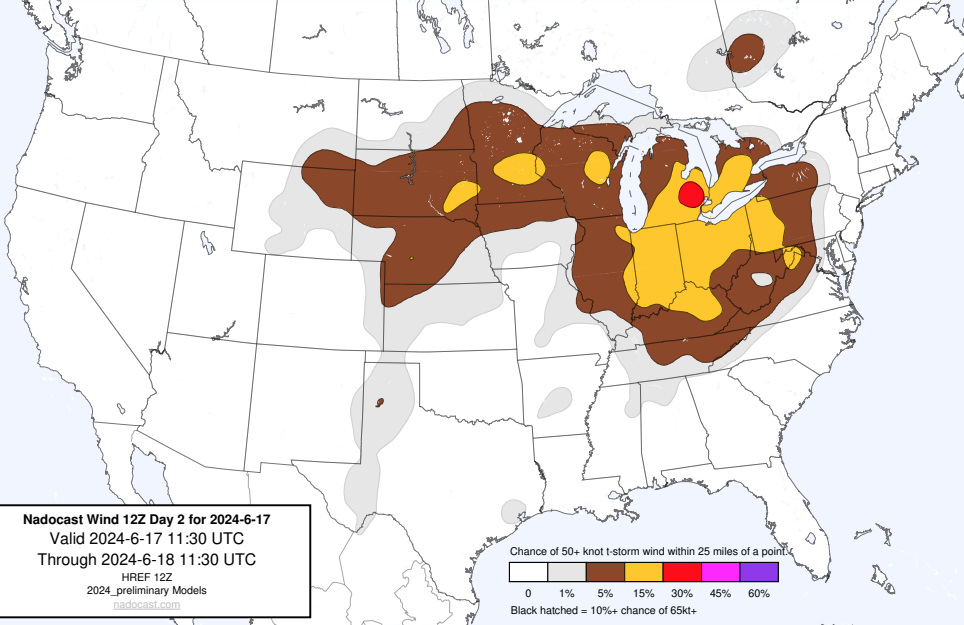 Nadocast Wind 12Z Day 2 for 2024-6-17
Valid 2024-6-17 11:30 UTC
Through 2024-6-18 11:30 UTC
HREF 12Z
2024_preliminary Models
nadocast.com
Chance of 50+ knot t-storm wind within 25 miles of a point.
0 1% 5% 15% 30% 45% 60%
Black hatched = 10%+ chance of 65kt+